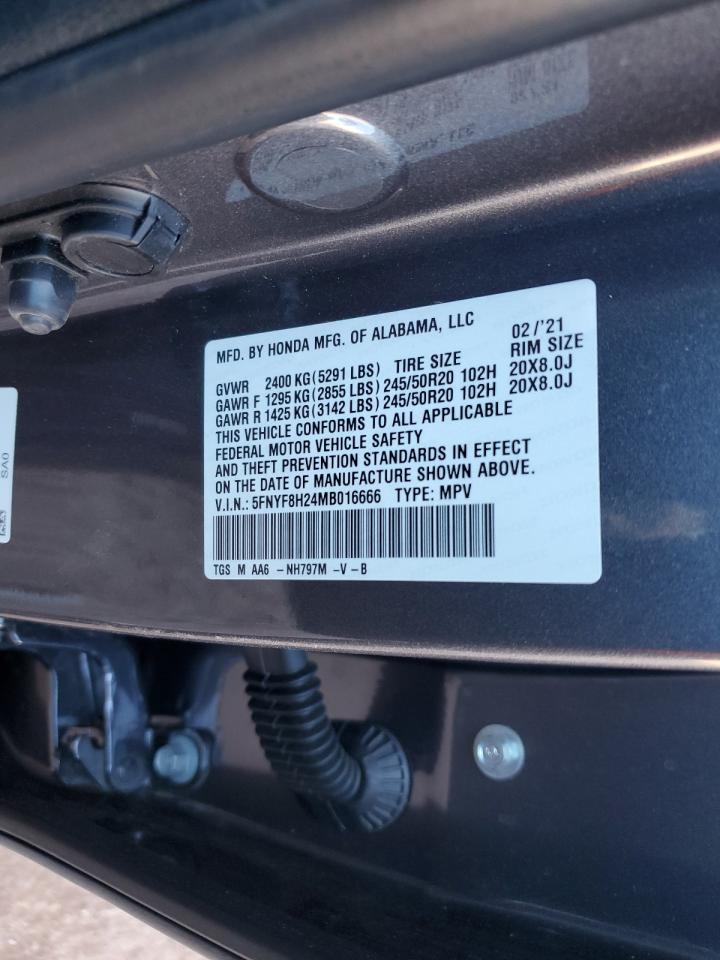 MFD. BY HONDA MFG. OF ALABAMA, LLC 02/'21
GVWR 2400 KG(5291 LBS) TIRE SIZE RIM SIZE
GAWR F 1295 KG(2855 LBS) 245/50R20 102H 20X8.0J
GAWR R 1425 KG(3142 LBS) 245/50R20 102H 20X8.0J
THIS VEHICLE CONFORMS TO ALL APPLICABLE
FEDERAL MOTOR VEHICLE SAFETY
AND THEFT PREVENTION STANDARDS IN EFFECT
ON THE DATE OF MANUFACTURE SHOWN ABOVE.
V.I.N.: 5FNYF8H24MB016666 TYPE: MPV
TGS M AA6 -NH797M -V-B
SA0